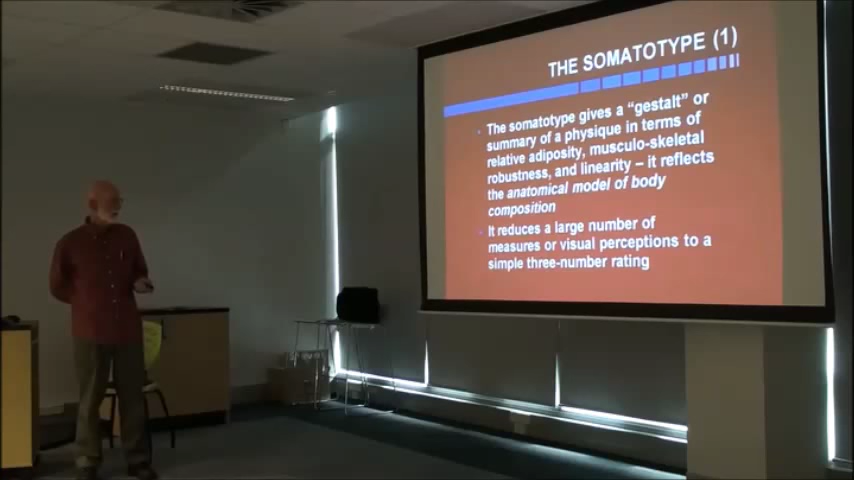 THE SOMATOTYPE (1)
The somatotype gives a “gestalt” or
summary of a physique in terms of
relative adiposity, musculo-skeletal
robustness, and linearity – it reflects
the anatomical model of body
composition
It reduces a large number of
measures or visual perceptions to a
simple three-number rating